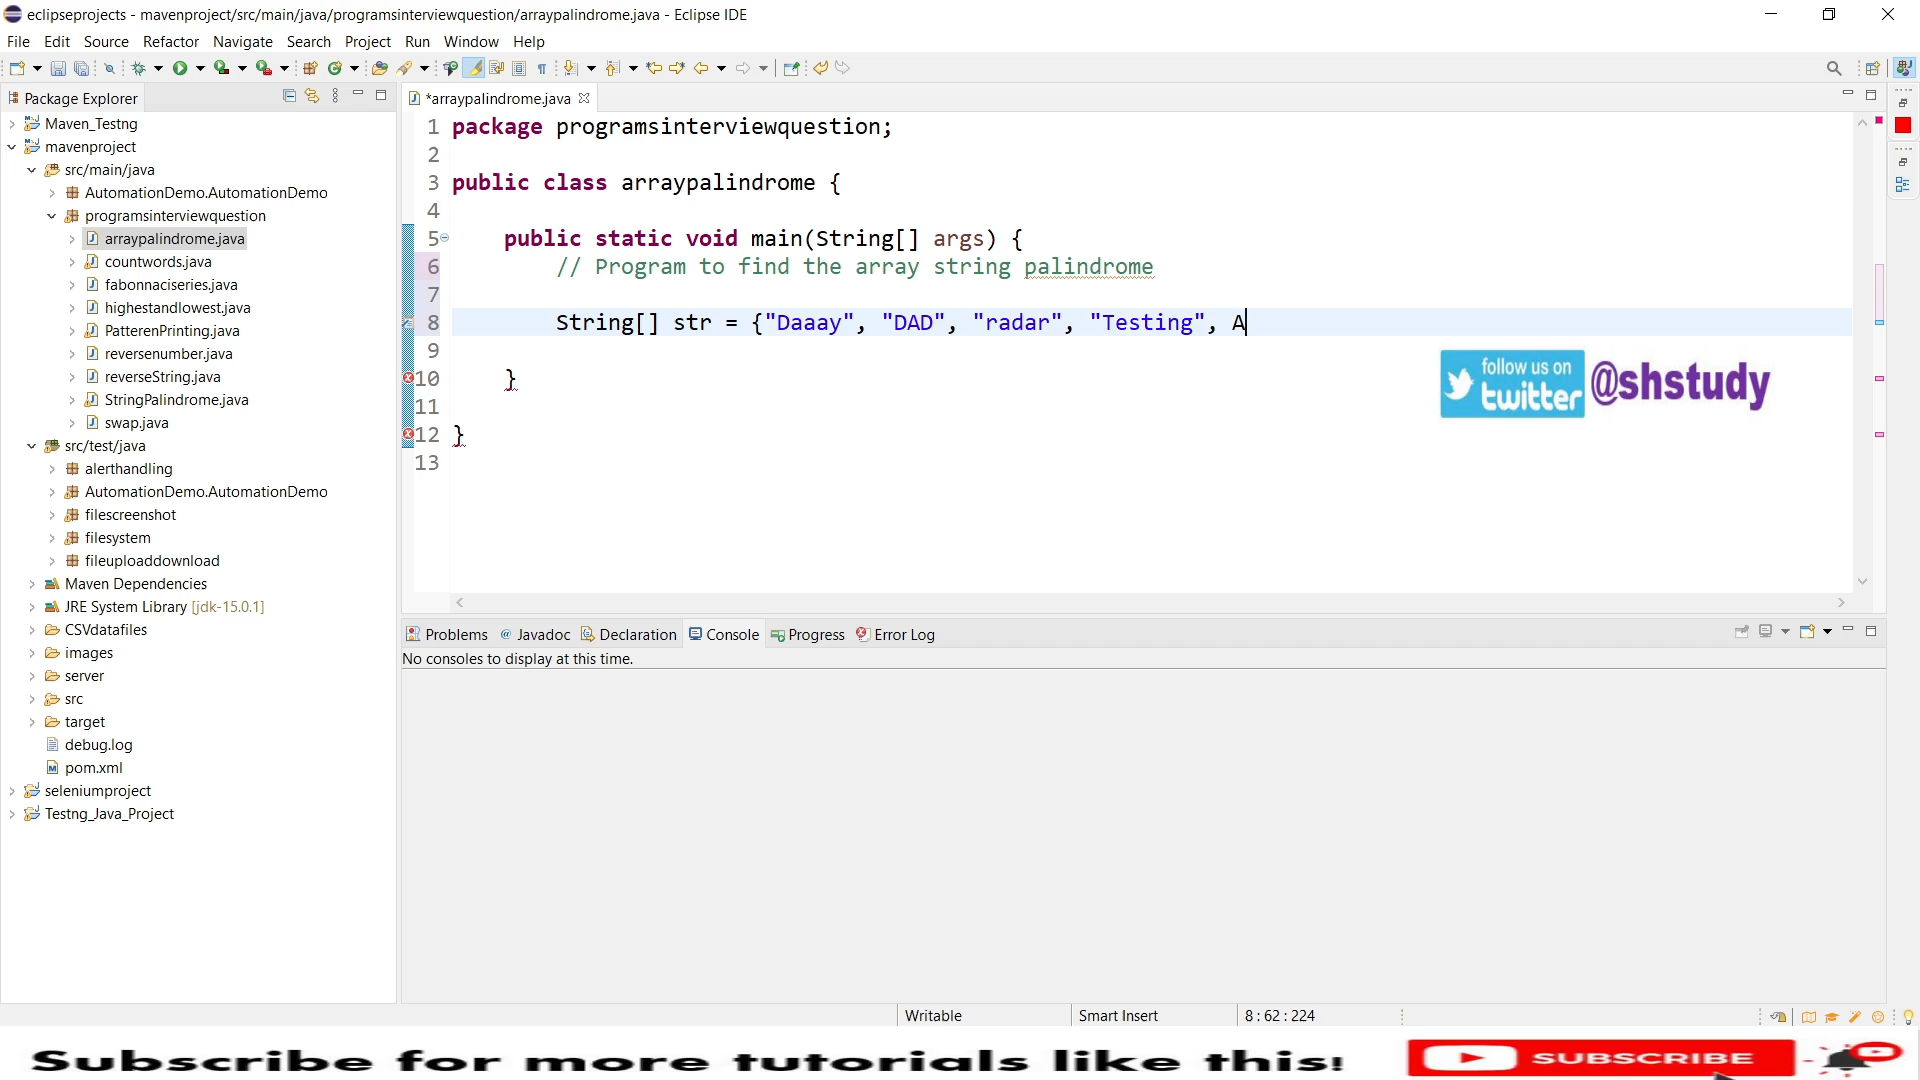 eclipseprojects - mavenproject/src/main/java/programsinterviewquestion/arraypalindrome.java - Eclipse IDE
File Edit Source Refactor Navigate Search Project Run Window Help
Package Explorer
*arraypalindrome.java
Maven_Testng
mavenproject
src/main/java
AutomationDemo.AutomationDemo
programsinterviewquestion
arraypalindrome.java
countwords.java
fabonnaciseries.java
highestandlowest.java
PatterenPrinting.java
reversenumber.java
reverseString.java
StringPalindrome.java
swap.java
src/test/java
alerthandling
AutomationDemo.AutomationDemo
filescreenshot
filesystem
fileuploaddownload
Maven Dependencies
JRE System Library [jdk-15.0.1]
CSVdatafiles
images
server
src
target
debug.log
pom.xml
seleniumproject
Testng_Java_Project
1 package programsinterviewquestion;
2
3 public class arraypalindrome {
4
5 public static void main(String[] args) {
6 // Program to find the array string palindrome
7
8 String[] str = {"Daaay", "DAD", "radar", "Testing", A
9
10 }
11
12 }
13
follow us on
twitter
@shstudy
Problems Javadoc Declaration Console Progress Error Log
No consoles to display at this time.
Writable Smart Insert 8 : 62 : 224
Subscribe for more tutorials like this!
SUBSCRIBE